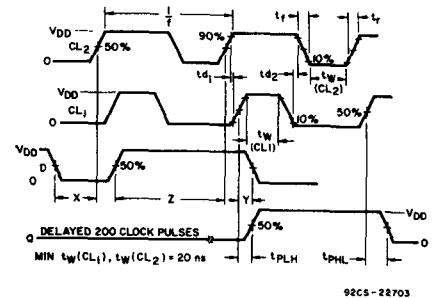 1/f
VDD
CL2
50%
90%
tf
tr
0
td1
td2
10%
tW
(CL2)
VDD
CL1
0
tW
(CL1)
10%
50%
VDD
D
0
50%
X
Z
Y
VDD
Q
DELAYED 200 CLOCK PULSES
50%
0
MIN tW(CL1), tW(CL2) = 20 ns
tPLH
tPHL
92CS-22703